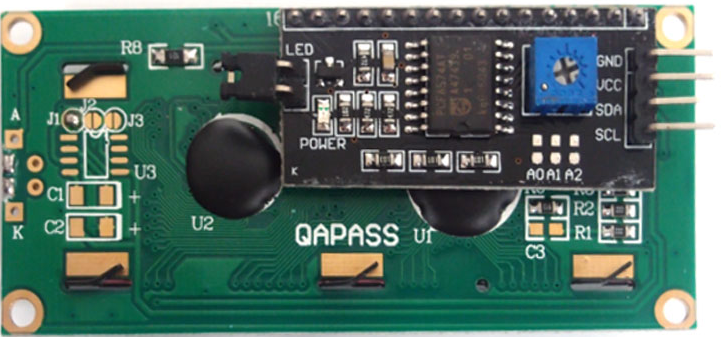 16
R8
LED
GND
VCC
SDA
SCL
PCF8574AT
POWER
A0 A1 A2
K
A
J1
J2
J3
U3
C1 +
C2 +
K
U2
QAPASS
U1
R2
R1
C3